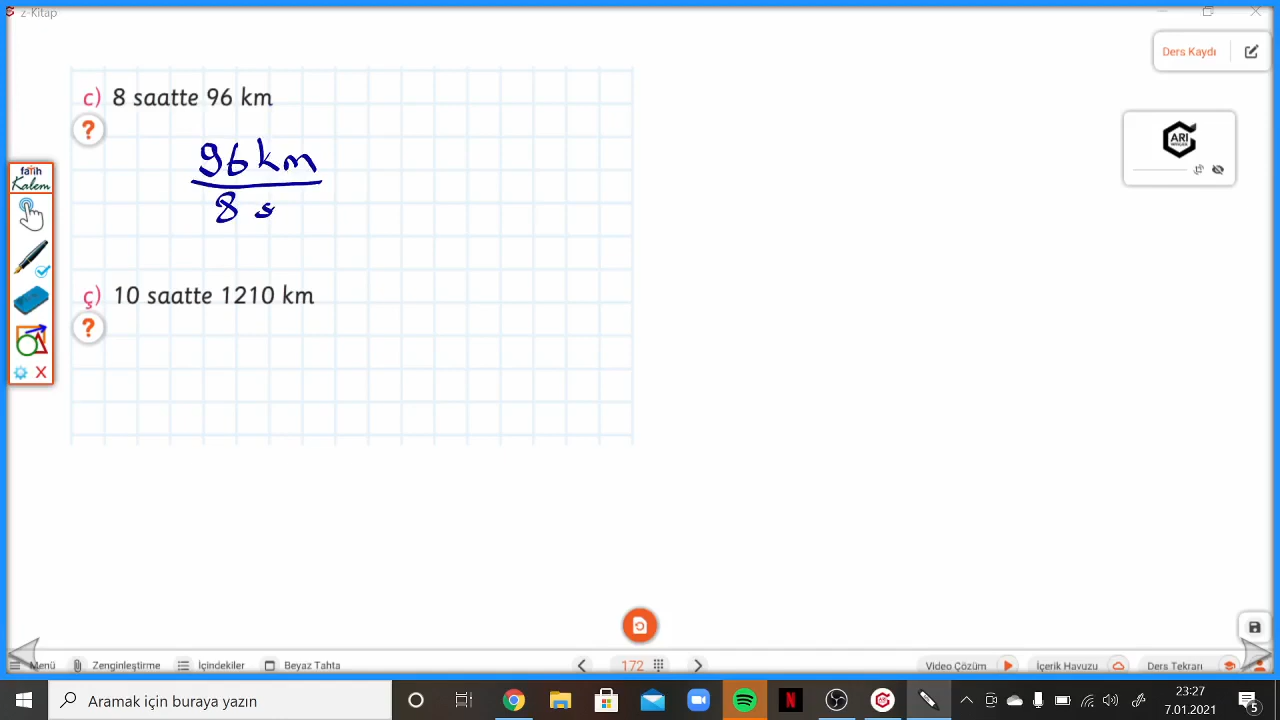 z-Kitap
Ders Kaydı
c) 8 saatte 96 km
?
ARI
96 km
8 s
fatih
Kalem
ç) 10 saatte 1210 km
?
Menü Zenginleştirme İçindekiler Beyaz Tahta 172 Video Çözüm İçerik Havuzu Ders Tekrarı
Aramak için buraya yazın
23:27
7.01.2021
5